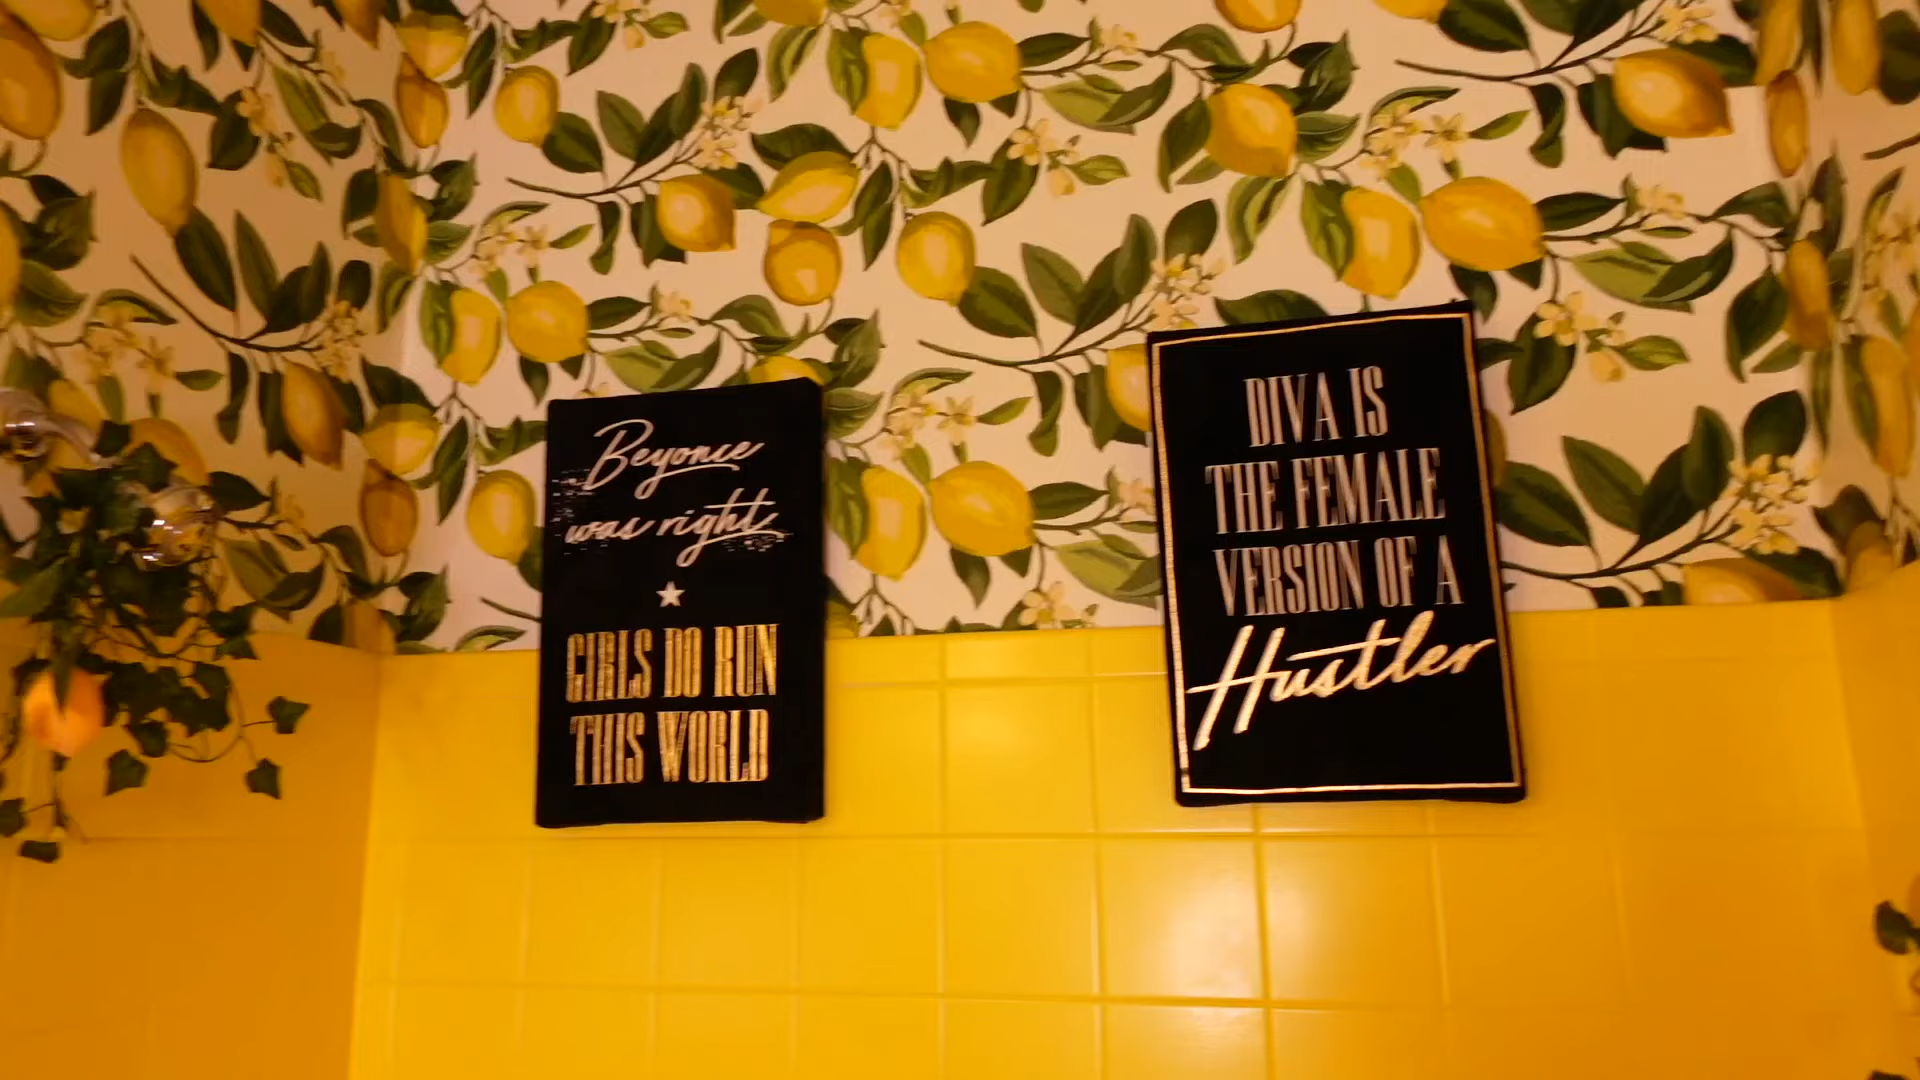 Beyonce
was right
GIRLS DO RUN
THIS WORLD
DIVA IS
THE FEMALE
VERSION OF A
Hustler